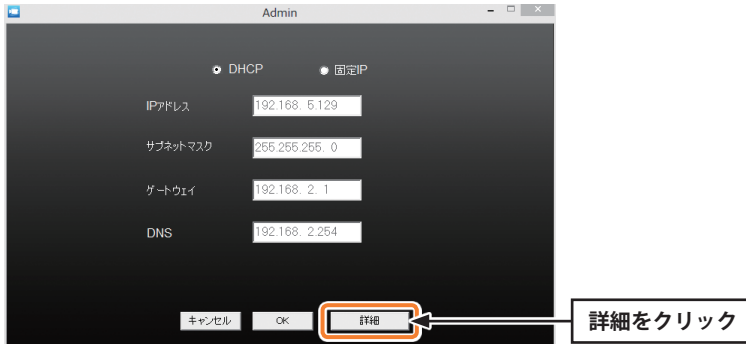 Admin
DHCP 固定IP
IPアドレス 192.168. 5.129
サブネットマスク 255.255.255. 0
ゲートウェイ 192.168. 2. 1
DNS 192.168. 2.254
キャンセル OK 詳細
詳細をクリック